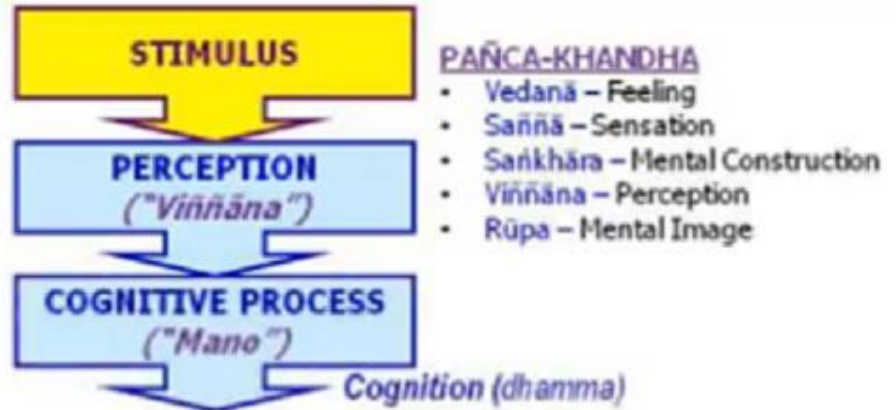 STIMULUS
PERCEPTION
("Viññāna")
COGNITIVE PROCESS
("Mano")
Cognition (dhamma)
PAÑCA-KHANDHA
• Vedanā – Feeling
• Saññā – Sensation
• Saṅkhāra – Mental Construction
• Viññāna – Perception
• Rūpa – Mental Image